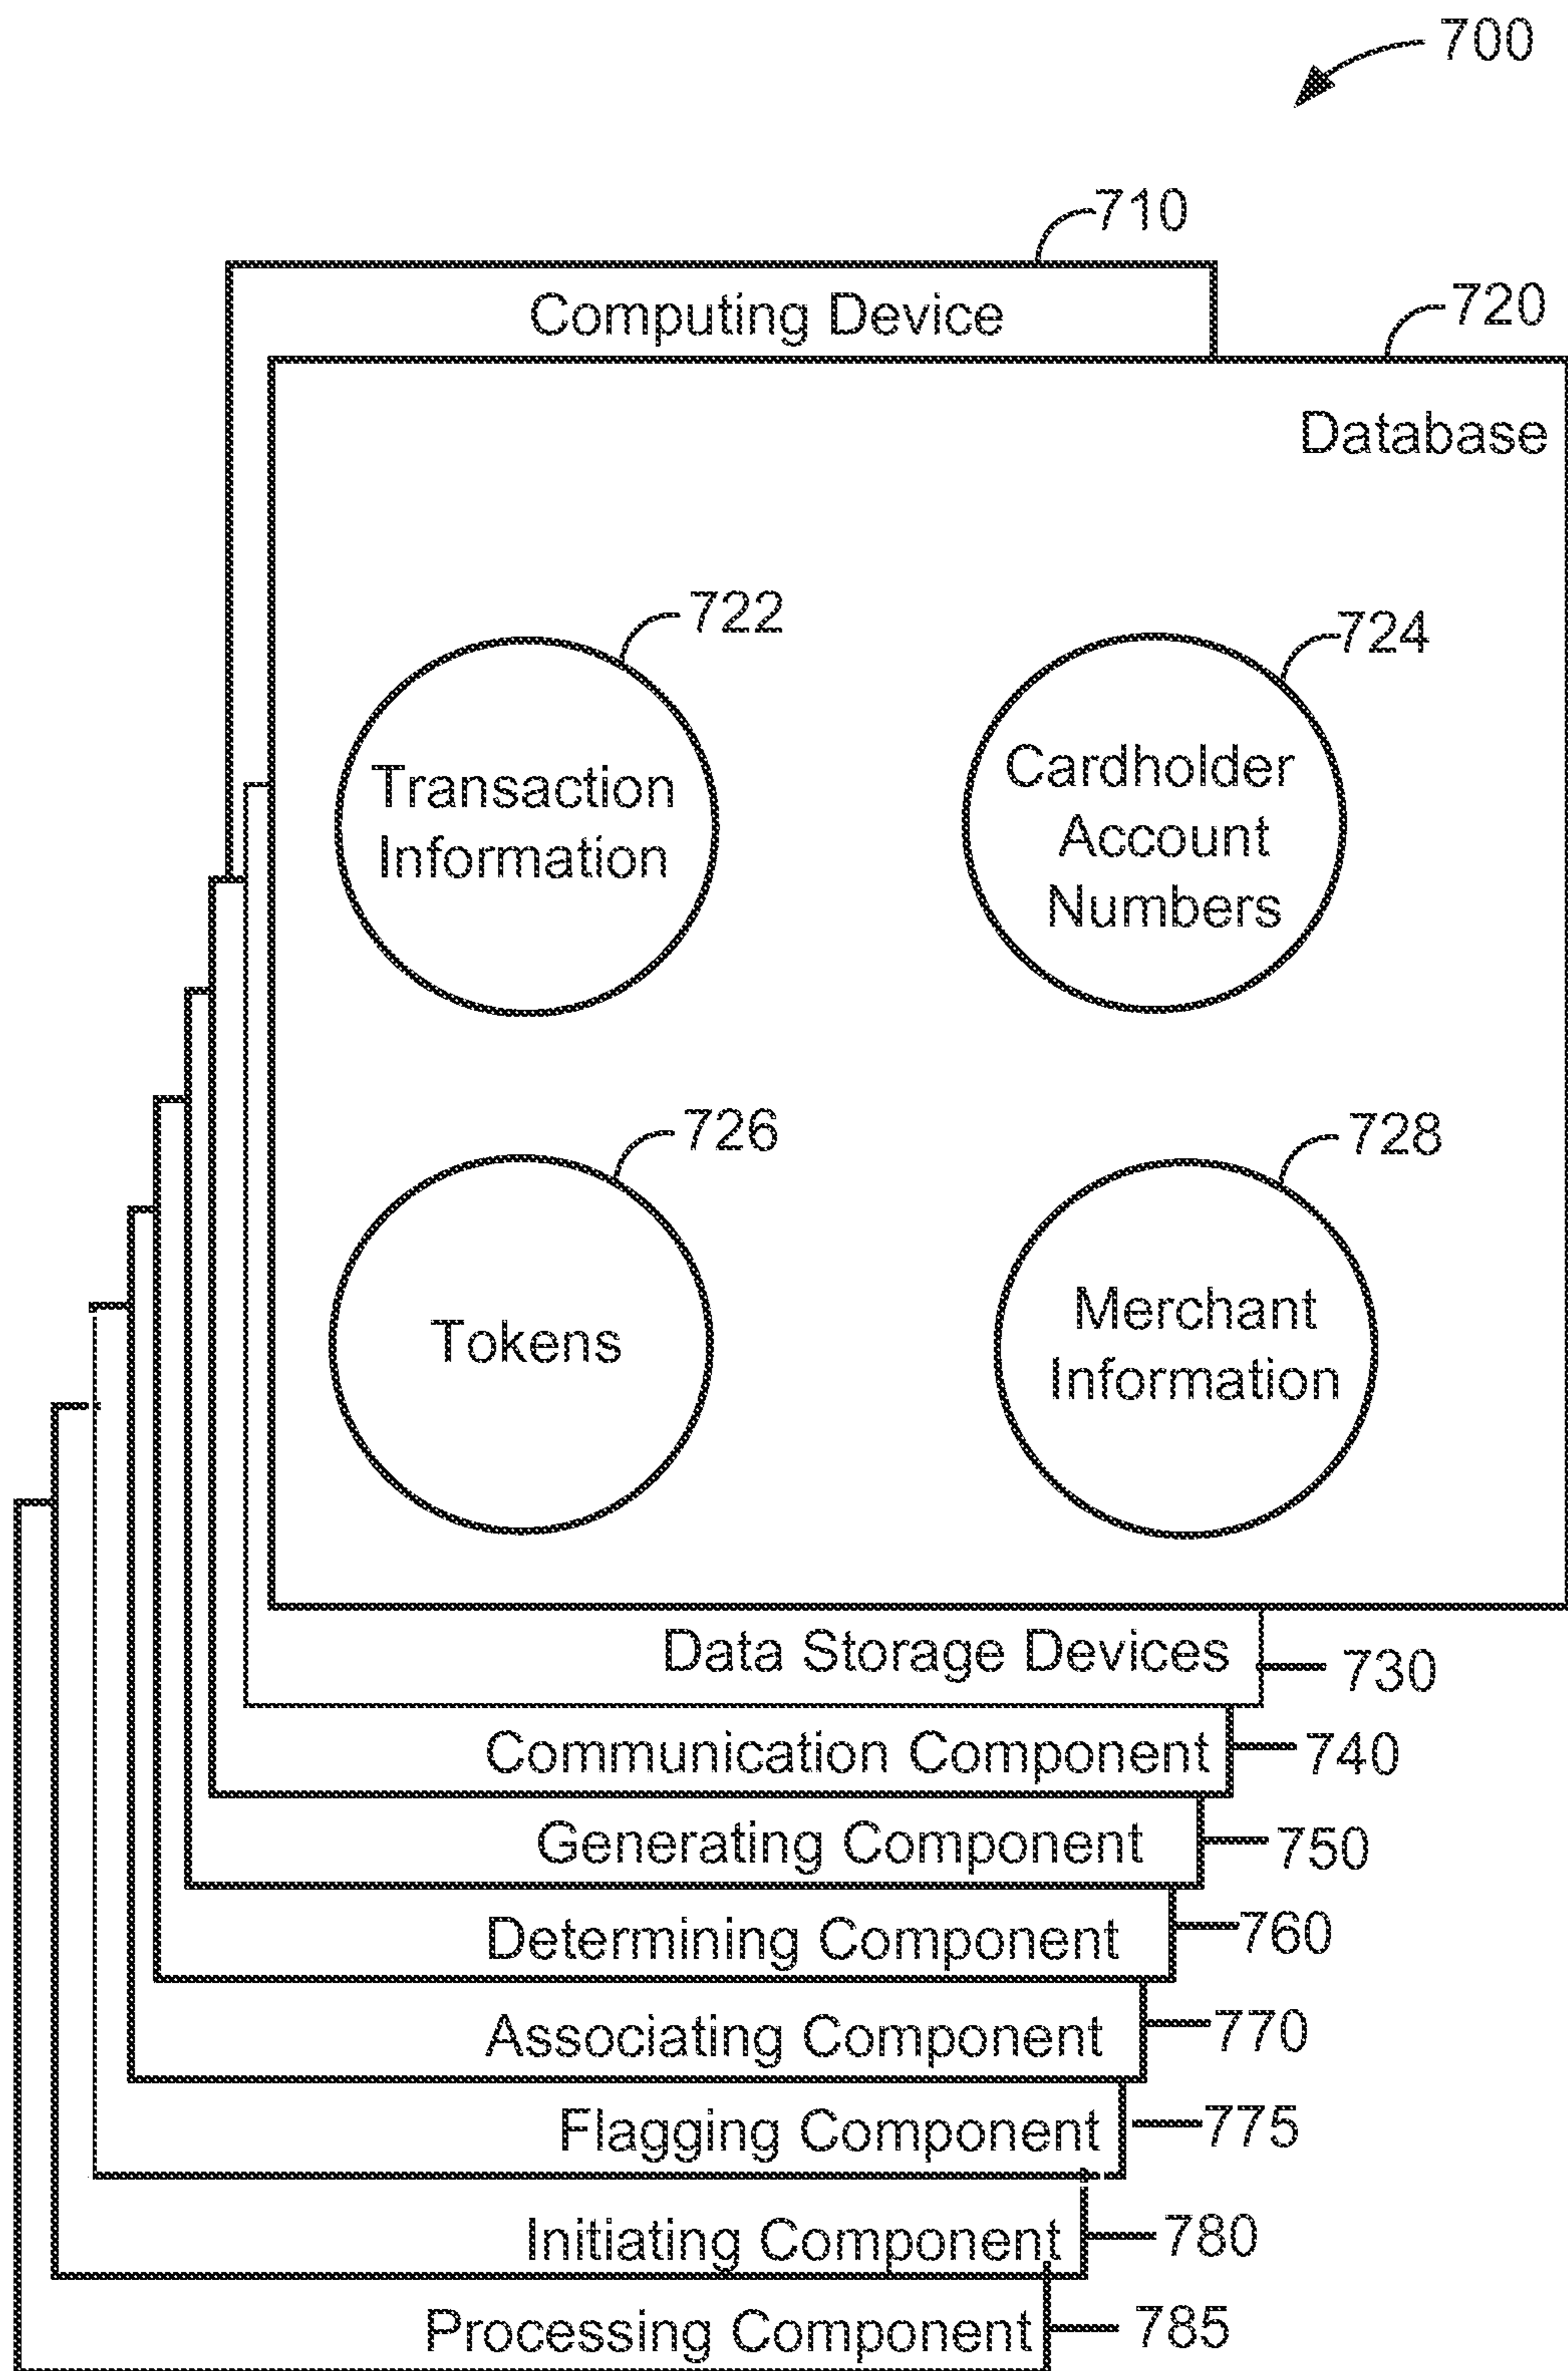 700
710
Computing Device
720
Database
722
724
Transaction
Information
Cardholder
Account
Numbers
726
728
Tokens
Merchant
Information
Data Storage Devices
730
Communication Component
740
Generating Component
750
Determining Component
760
Associating Component
770
Flagging Component
775
Initiating Component
780
Processing Component
785